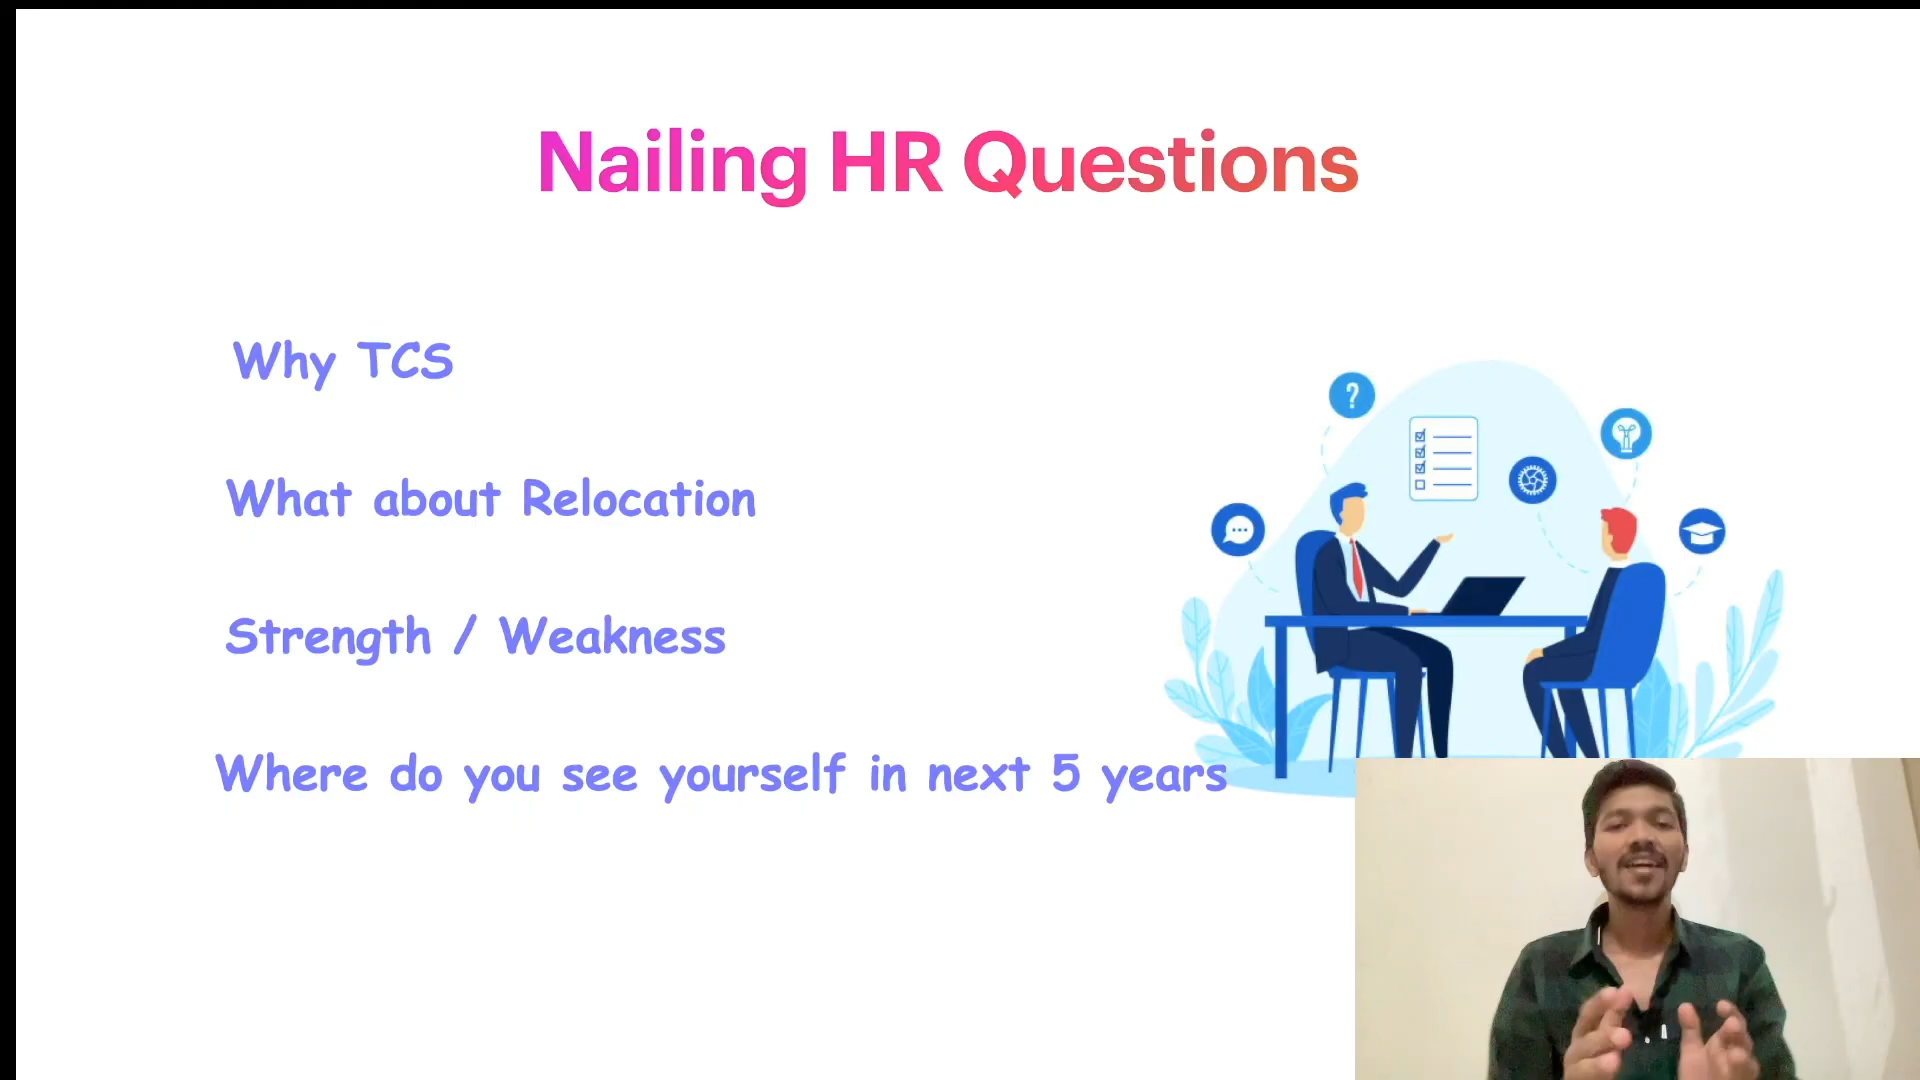 Nailing HR Questions
Why TCS
What about Relocation
Strength / Weakness
Where do you see yourself in next 5 years
?